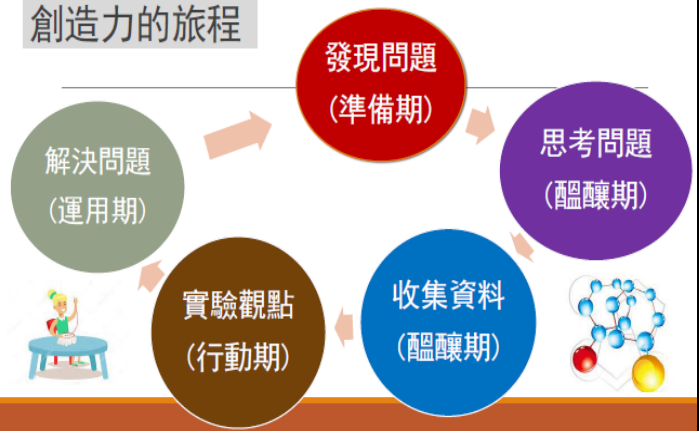 創造力的旅程
發現問題
(準備期)
思考問題
(醞釀期)
收集資料
(醞釀期)
實驗觀點
(行動期)
解決問題
(運用期)